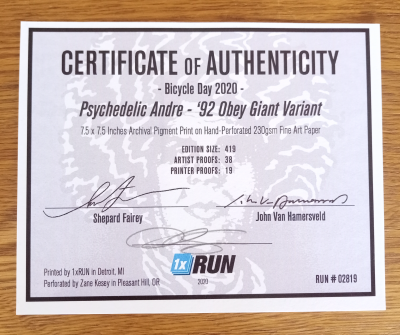 CERTIFICATE OF AUTHENTICITY
- Bicycle Day 2020 -
Psychedelic Andre - '92 Obey Giant Variant
7.5 x 7.5 Inches Archival Pigment Print on Hand-Perforated 230gsm Fine Art Paper
EDITION SIZE: 419
ARTIST PROOFS: 38
PRINTER PROOFS: 19
Shepard Fairey
John Van Hamersveld
1x RUN
Printed by 1xRUN in Detroit, MI
Perforated by Zane Kesey in Pleasant Hill, OR
2020
RUN # 02819